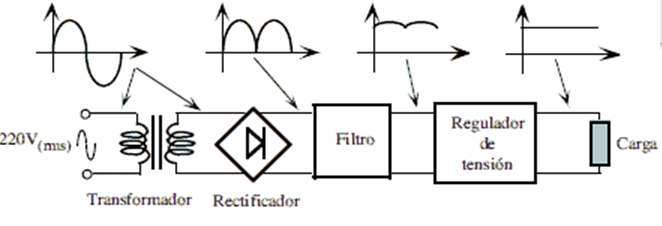 220V(rms)
Transformador
Rectificador
Filtro
Regulador
de
tensión
Carga